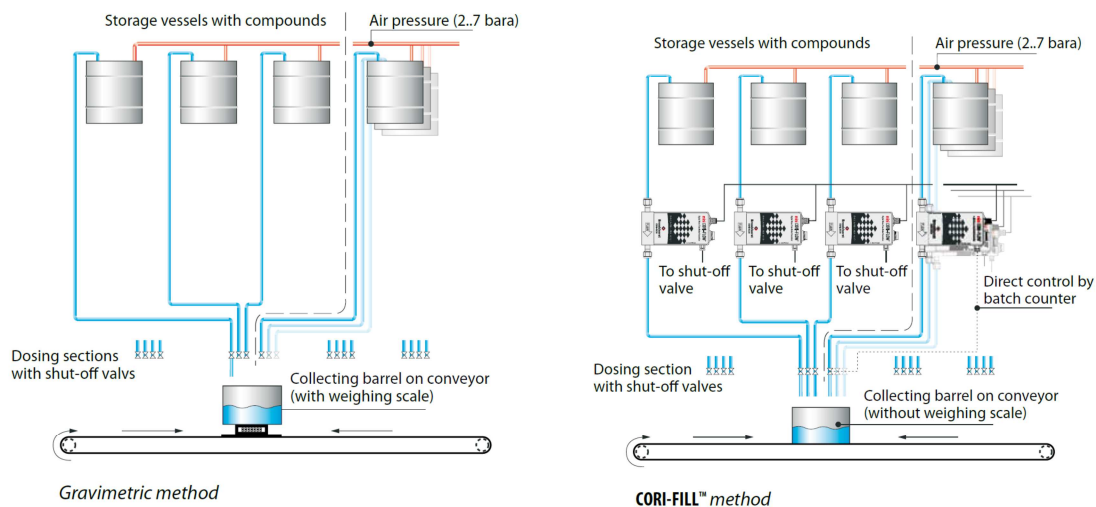 Storage vessels with compounds
Air pressure (2..7 bara)
Dosing sections
with shut-off valvs
Collecting barrel on conveyor
(with weighing scale)
Gravimetric method
Storage vessels with compounds
Air pressure (2..7 bara)
To shut-off
valve
To shut-off
valve
To shut-off
valve
Direct control by
batch counter
Dosing section
with shut-off valves
Collecting barrel on conveyor
(without weighing scale)
CORI-FILL™ method